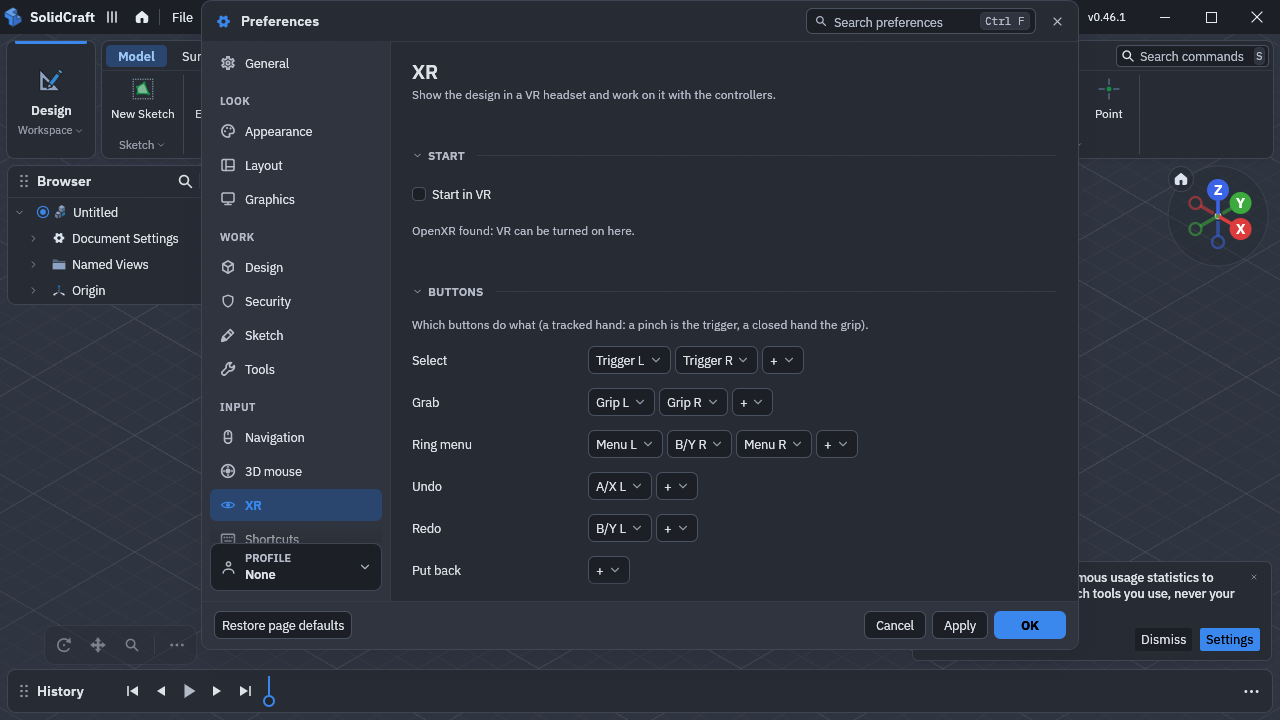 SolidCraft
File
v0.46.1
Preferences
Search preferences
Ctrl F
Model
Search commands
S
Design
Workspace
New Sketch
Sketch
Point
Browser
Untitled
Document Settings
Named Views
Origin
General
LOOK
Appearance
Layout
Graphics
WORK
Design
Security
Sketch
Tools
INPUT
Navigation
3D mouse
XR
Shortcuts
PROFILE
None
XR
Show the design in a VR headset and work on it with the controllers.
START
Start in VR
OpenXR found: VR can be turned on here.
BUTTONS
Which buttons do what (a tracked hand: a pinch is the trigger, a closed hand the grip).
Select Trigger L Trigger R +
Grab Grip L Grip R +
Ring menu Menu L B/Y R Menu R +
Undo A/X L +
Redo B/Y L +
Put back +
Restore page defaults
Cancel
Apply
OK
Z
Y
X
usage statistics to
tools you use, never your
Dismiss
Settings
History